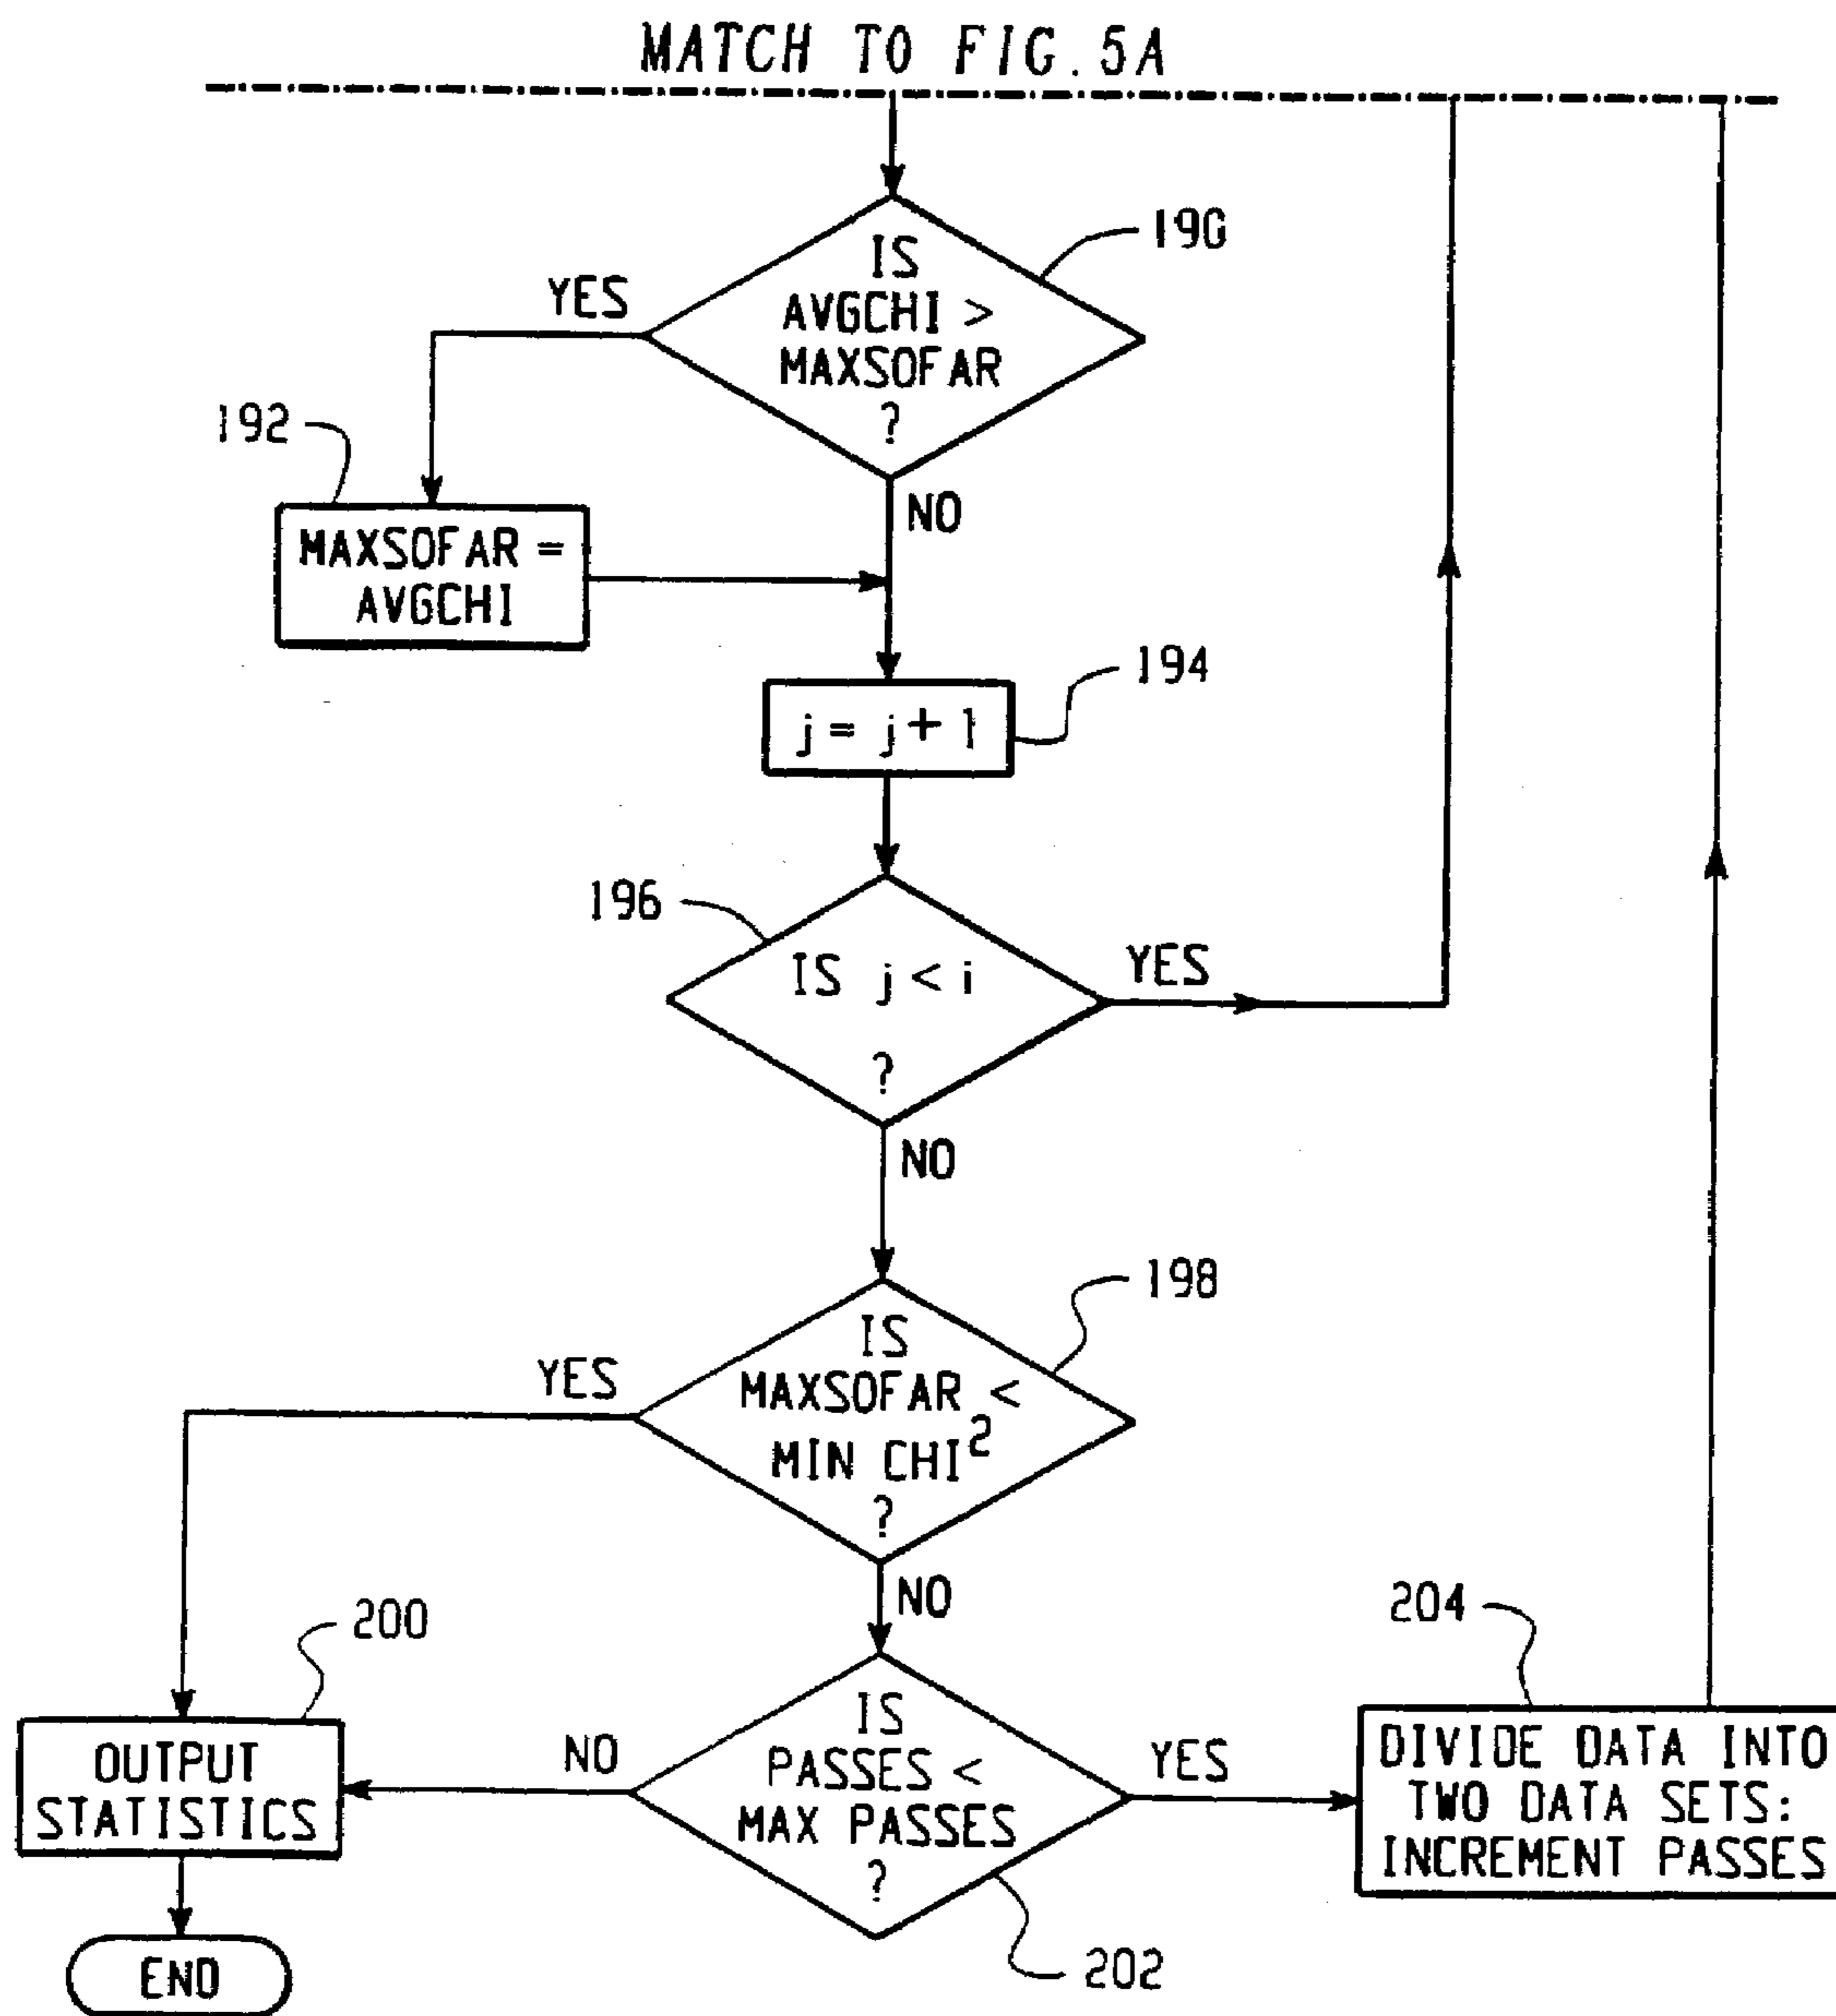 MATCH TO FIG. 5A
190
IS
AVGCHI >
MAXSOFAR
?
YES
NO
192
MAXSOFAR =
AVGCHI
194
j = j + 1
196
IS j < i
?
YES
NO
198
IS
MAXSOFAR <
MIN CHI²
?
YES
NO
200
OUTPUT
STATISTICS
NO
IS
PASSES <
MAX PASSES
?
YES
202
204
DIVIDE DATA INTO
TWO DATA SETS:
INCREMENT PASSES
END